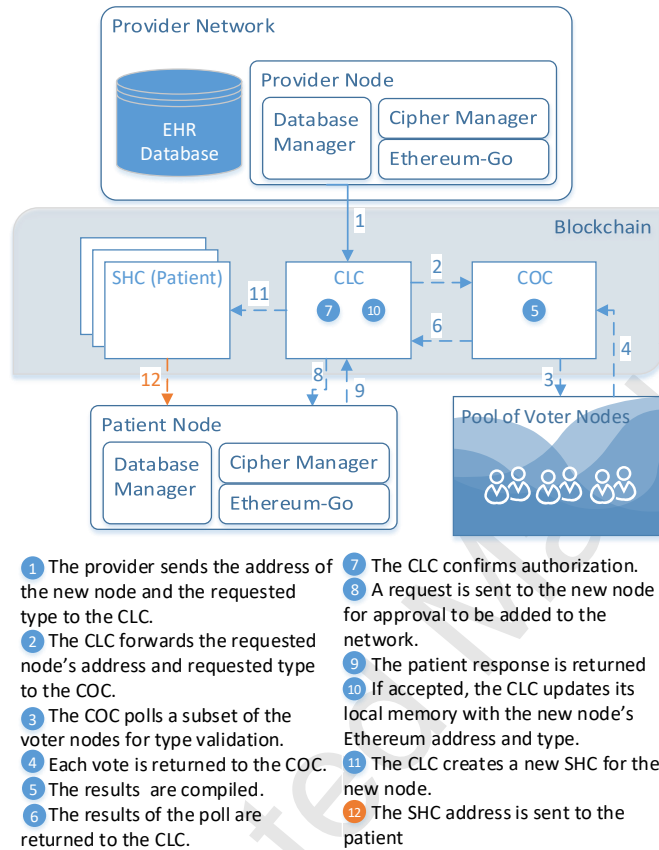 Provider Network
EHR
Database
Provider Node
Database
Manager
Cipher Manager
Ethereum-Go
1
Blockchain
SHC (Patient)
11
CLC
7
10
2
6
COC
5
12
8
9
3
4
Patient Node
Database
Manager
Cipher Manager
Ethereum-Go
Pool of Voter Nodes
1 The provider sends the address of
the new node and the requested
type to the CLC.
2 The CLC forwards the requested
node's address and requested type
to the COC.
3 The COC polls a subset of the
voter nodes for type validation.
4 Each vote is returned to the COC.
5 The results are compiled.
6 The results of the poll are
returned to the CLC.
7 The CLC confirms authorization.
8 A request is sent to the new node
for approval to be added to the
network.
9 The patient response is returned
10 If accepted, the CLC updates its
local memory with the new node's
Ethereum address and type.
11 The CLC creates a new SHC for the
new node.
12 The SHC address is sent to the
patient